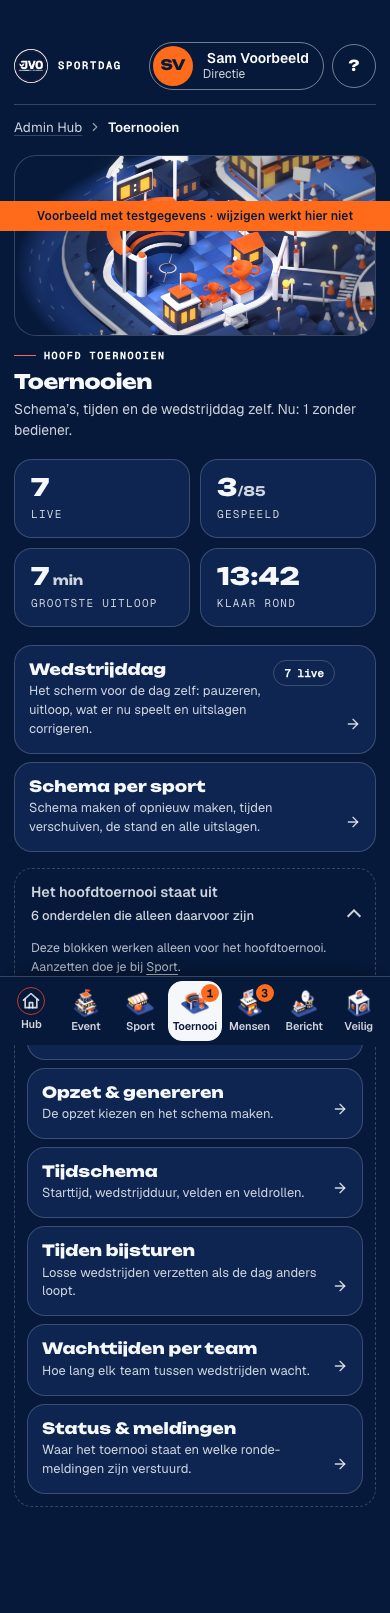 JVO SPORTDAG
SV
Sam Voorbeeld
Directie
?
Admin Hub > Toernooien
Voorbeeld met testgegevens · wijzigen werkt hier niet
HOOFD TOERNOOIEN
Toernooien
Schema's, tijden en de wedstrijddag zelf. Nu: 1 zonder
bediener.
7
LIVE
3/85
GESPEELD
7 min
GROOTSTE UITLOOP
13:42
KLAAR ROND
Wedstrijddag
7 live
Het scherm voor de dag zelf: pauzeren,
uitloop, wat er nu speelt en uitslagen
corrigeren.
Schema per sport
Schema maken of opnieuw maken, tijden
verschuiven, de stand en alle uitslagen.
Het hoofdtoernooi staat uit
6 onderdelen die alleen daarvoor zijn
Deze blokken werken alleen voor het hoofdtoernooi.
Aanzetten doe je bij Sport.
1
3
Hub
Event
Sport
Toernooi
Mensen
Bericht
Veilig
Opzet & genereren
De opzet kiezen en het schema maken.
Tijdschema
Starttijd, wedstrijdduur, velden en veldrollen.
Tijden bijsturen
Losse wedstrijden verzetten als de dag anders
loopt.
Wachttijden per team
Hoe lang elk team tussen wedstrijden wacht.
Status & meldingen
Waar het toernooi staat en welke ronde-
meldingen zijn verstuurd.